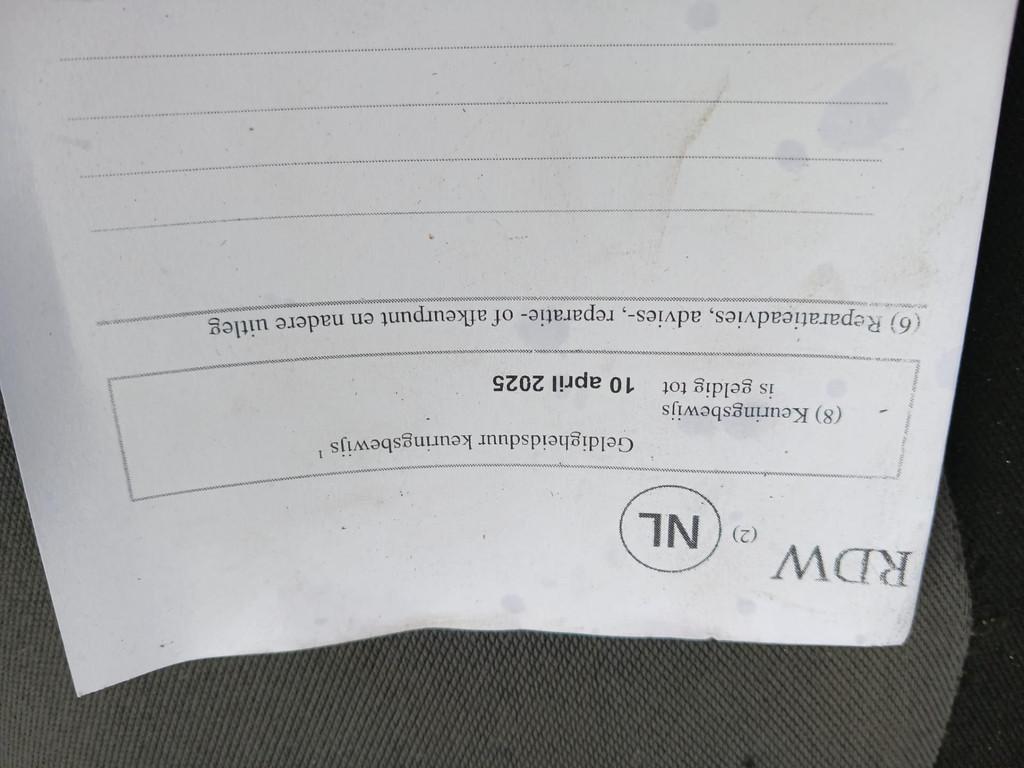 RDW (2) NL
Geldigheidsduur keuringsbewijs ¹
(8) Keuringsbewijs
is geldig tot 10 april 2025
(6) Reparatieadvies, advies-, reparatie- of afkeurpunt en nadere uitleg